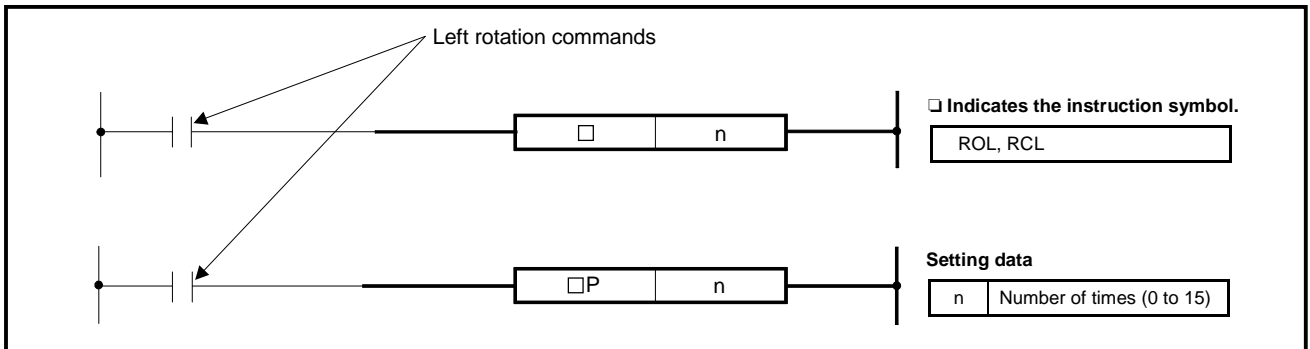 Left rotation commands
❏ Indicates the instruction symbol.
□ n
ROL, RCL
Setting data
□P n
n Number of times (0 to 15)